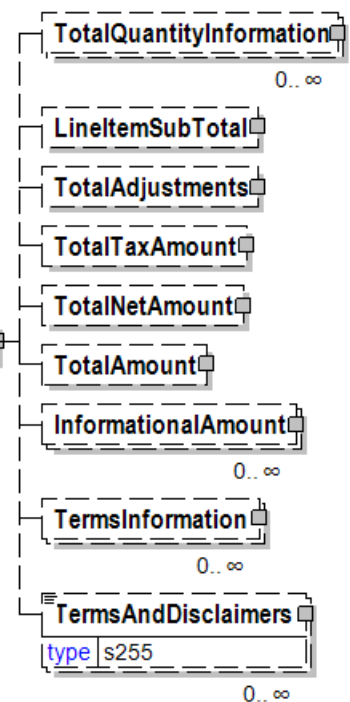 TotalQuantityInformation
0.. ∞
LineItemSubTotal
TotalAdjustments
TotalTaxAmount
TotalNetAmount
TotalAmount
InformationalAmount
0.. ∞
TermsInformation
0.. ∞
TermsAndDisclaimers
type s255
0.. ∞